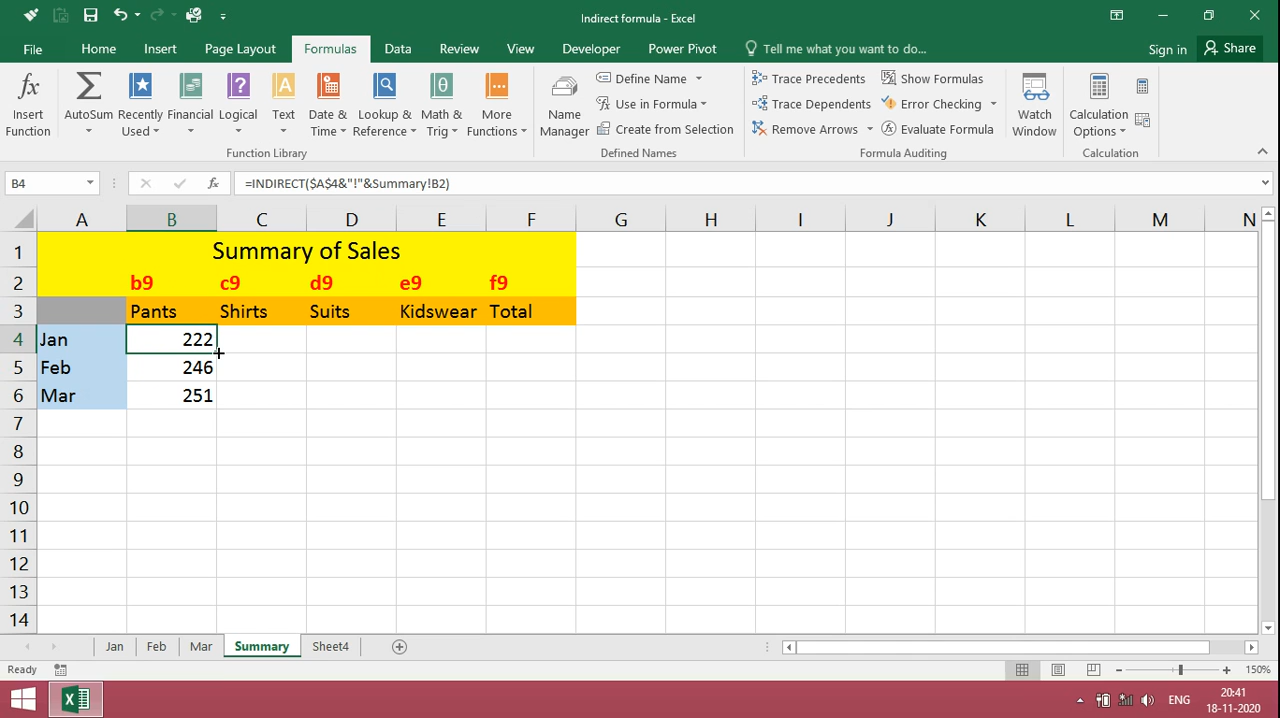 Indirect formula - Excel
File Home Insert Page Layout Formulas Data Review View Developer Power Pivot Tell me what you want to do... Sign in Share
Insert Function
AutoSum
Recently Used
Financial
Logical
Text
Date & Time
Lookup & Reference
Math & Trig
More Functions
Function Library
Name Manager
Define Name
Use in Formula
Create from Selection
Defined Names
Trace Precedents
Trace Dependents
Remove Arrows
Show Formulas
Error Checking
Evaluate Formula
Formula Auditing
Watch Window
Calculation Options
Calculation
B4 fx =INDIRECT($A$4&"!"&Summary!B2)
A B C D E F G H I J K L M N
1 Summary of Sales
2 b9 c9 d9 e9 f9
3 Pants Shirts Suits Kidswear Total
4 Jan 222
5 Feb 246
6 Mar 251
7
8
9
10
11
12
13
14
Jan Feb Mar Summary Sheet4
Ready 150%
ENG 20:41
18-11-2020